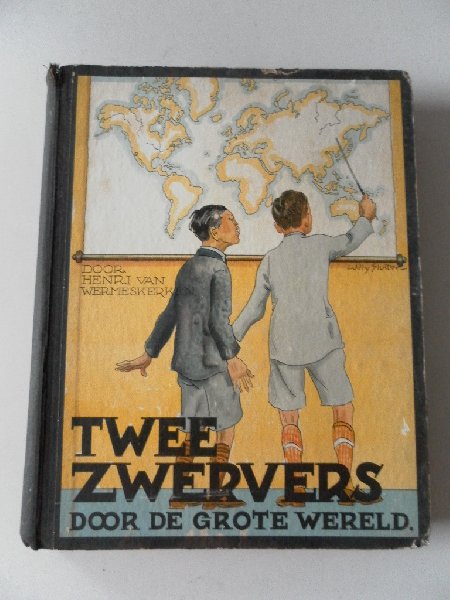 DOOR
HENRI VAN
WERMESKERKEN
TWEE
ZWERVERS
DOOR DE GROTE WERELD.